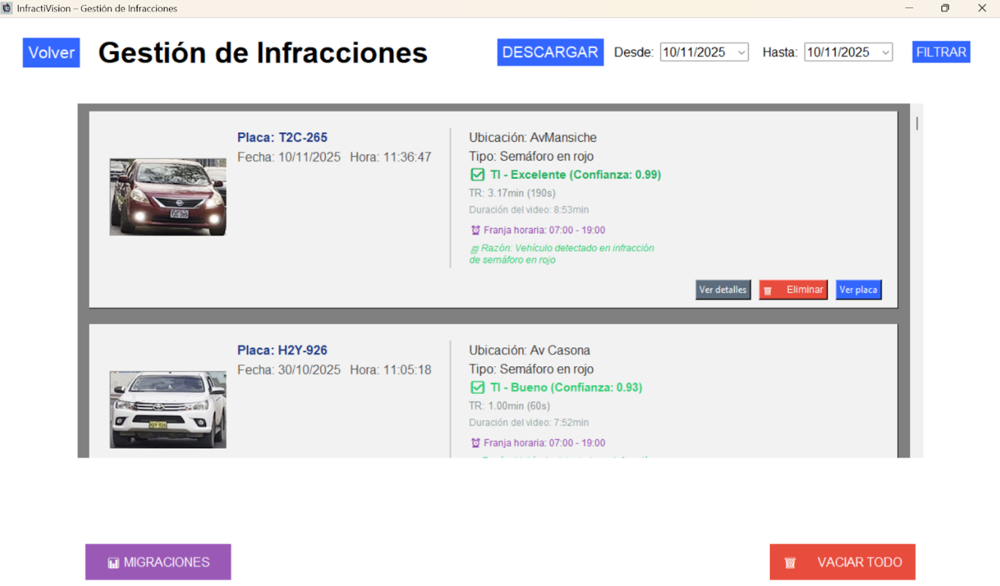 InfractiVision – Gestión de Infracciones
Volver
Gestión de Infracciones
DESCARGAR
Desde: 10/11/2025
Hasta: 10/11/2025
FILTRAR
Placa: T2C-265
Fecha: 10/11/2025 Hora: 11:36:47
Ubicación: AvMansiche
Tipo: Semáforo en rojo
TI - Excelente (Confianza: 0.99)
TR: 3.17min (190s)
Duración del video: 8:53min
Franja horaria: 07:00 - 19:00
Razón: Vehículo detectado en infracción
de semáforo en rojo
Ver detalles
Eliminar
Ver placa
Placa: H2Y-926
Fecha: 30/10/2025 Hora: 11:05:18
Ubicación: Av Casona
Tipo: Semáforo en rojo
TI - Bueno (Confianza: 0.93)
TR: 1.00min (60s)
Duración del video: 7:52min
Franja horaria: 07:00 - 19:00
MIGRACIONES
VACIAR TODO